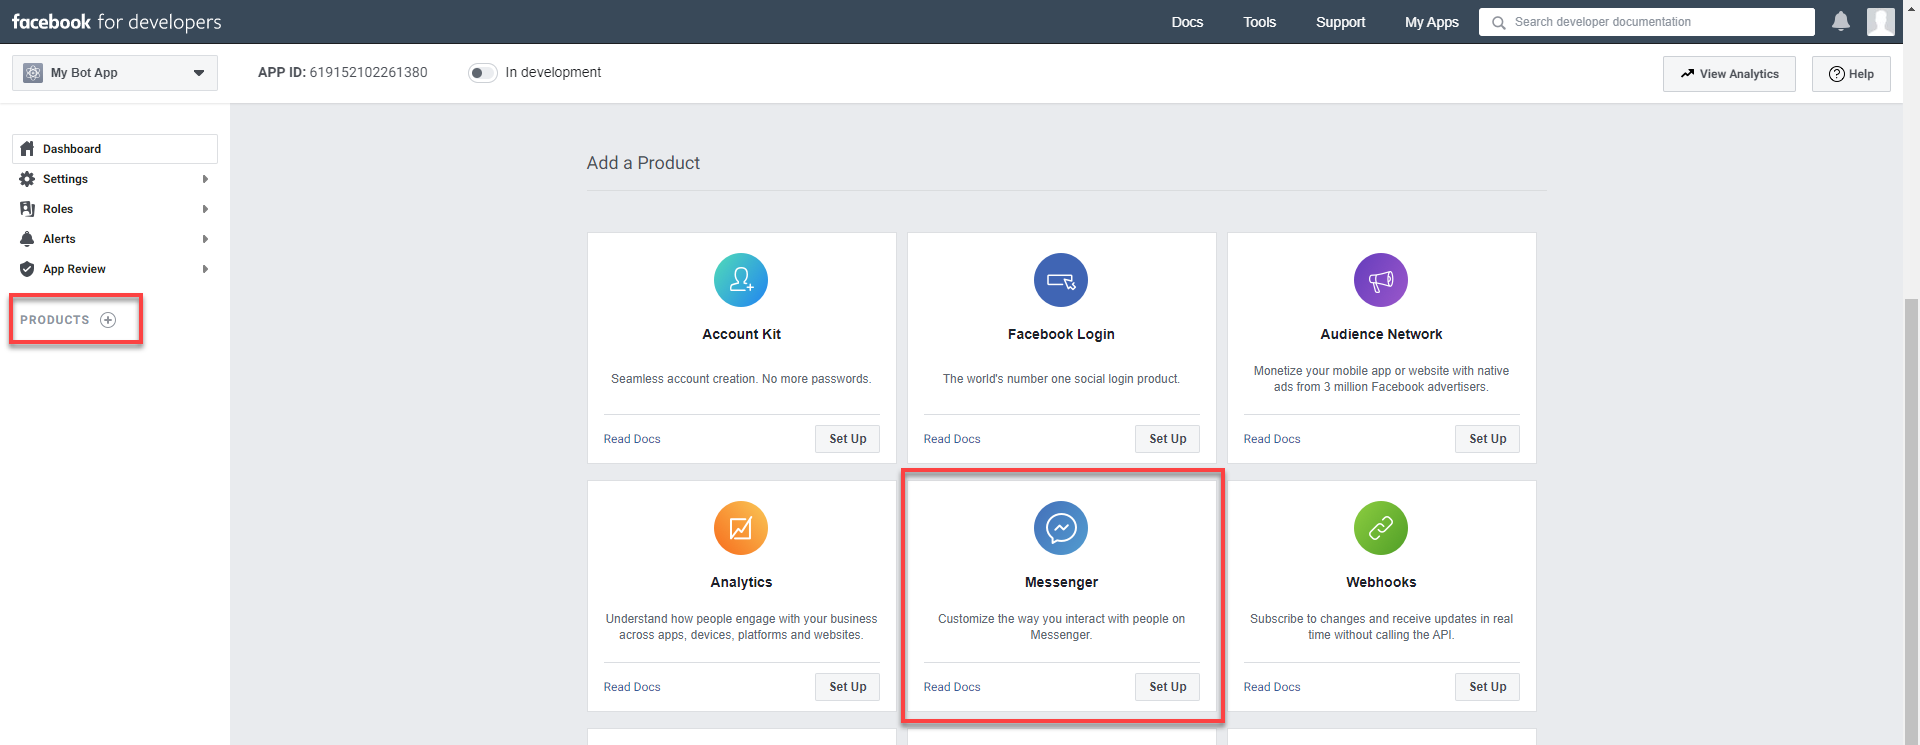 facebook for developers
Docs
Tools
Support
My Apps
Search developer documentation
My Bot App
APP ID: 619152102261380
In development
View Analytics
Help
Dashboard
Settings
Roles
Alerts
App Review
PRODUCTS
Add a Product
Account Kit
Seamless account creation. No more passwords.
Read Docs
Set Up
Facebook Login
The world's number one social login product.
Read Docs
Set Up
Audience Network
Monetize your mobile app or website with native
ads from 3 million Facebook advertisers.
Read Docs
Set Up
Analytics
Understand how people engage with your business
across apps, devices, platforms and websites.
Read Docs
Set Up
Messenger
Customize the way you interact with people on
Messenger.
Read Docs
Set Up
Webhooks
Subscribe to changes and receive updates in real
time without calling the API.
Read Docs
Set Up